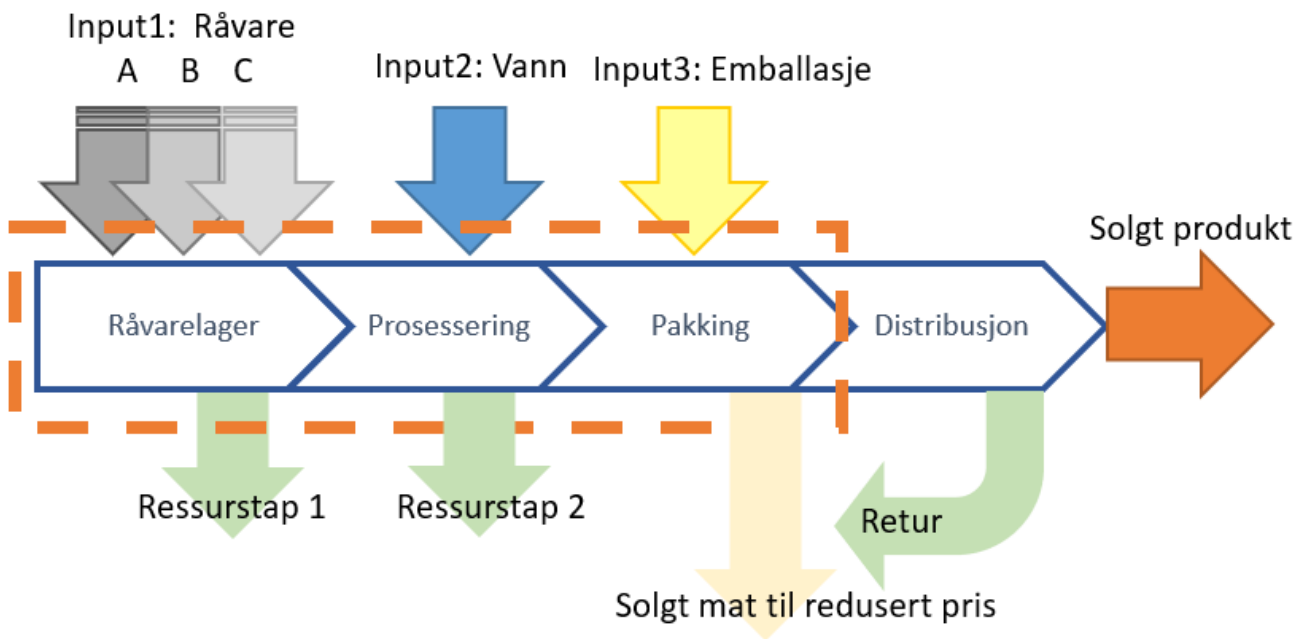 Input1: Råvare
A B C
Input2: Vann
Input3: Emballasje
Solgt produkt
Råvarelager
Prosessering
Pakking
Distribusjon
Ressurstap 1
Ressurstap 2
Retur
Solgt mat til redusert pris